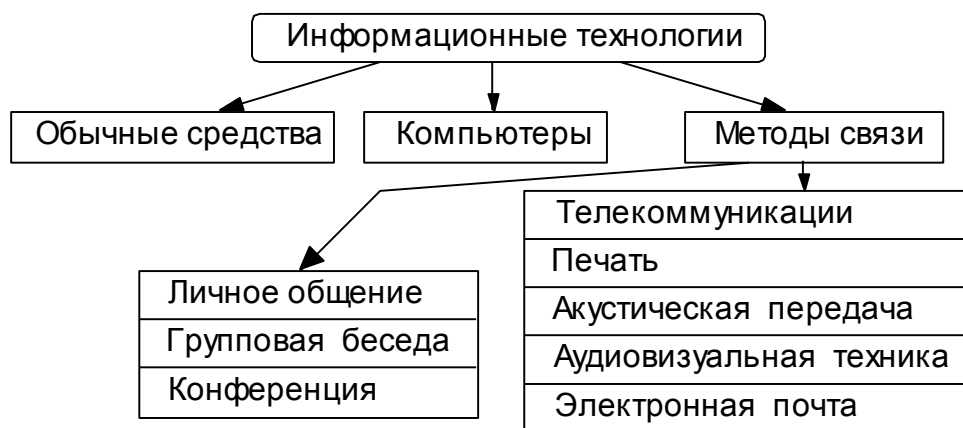 Информационные технологии
Обычные средства
Компьютеры
Методы связи
Личное общение
Групповая беседа
Конференция
Телекоммуникации
Печать
Акустическая передача
Аудиовизуальная техника
Электронная почта